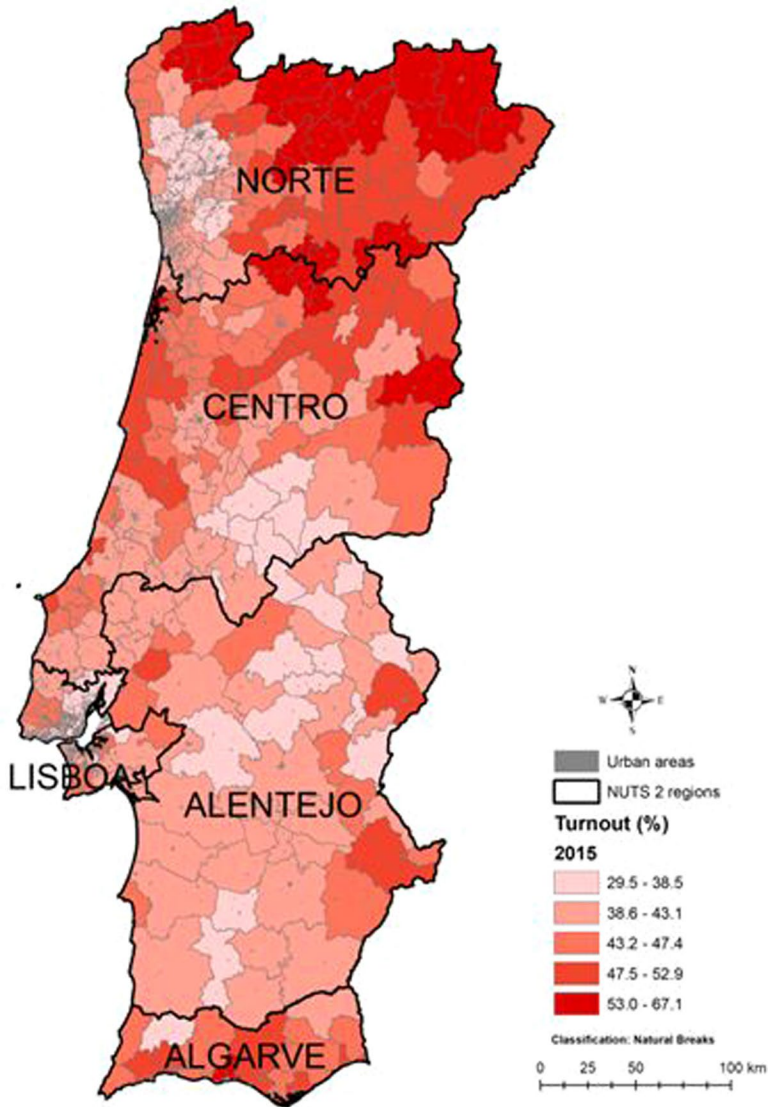 NORTE
CENTRO
LISBOA
ALENTEJO
ALGARVE
N
W E
S
Urban areas
NUTS 2 regions
Turnout (%)
2015
29.5 - 38.5
38.6 - 43.1
43.2 - 47.4
47.5 - 52.9
53.0 - 67.1
Classification: Natural Breaks
0 50 100 km